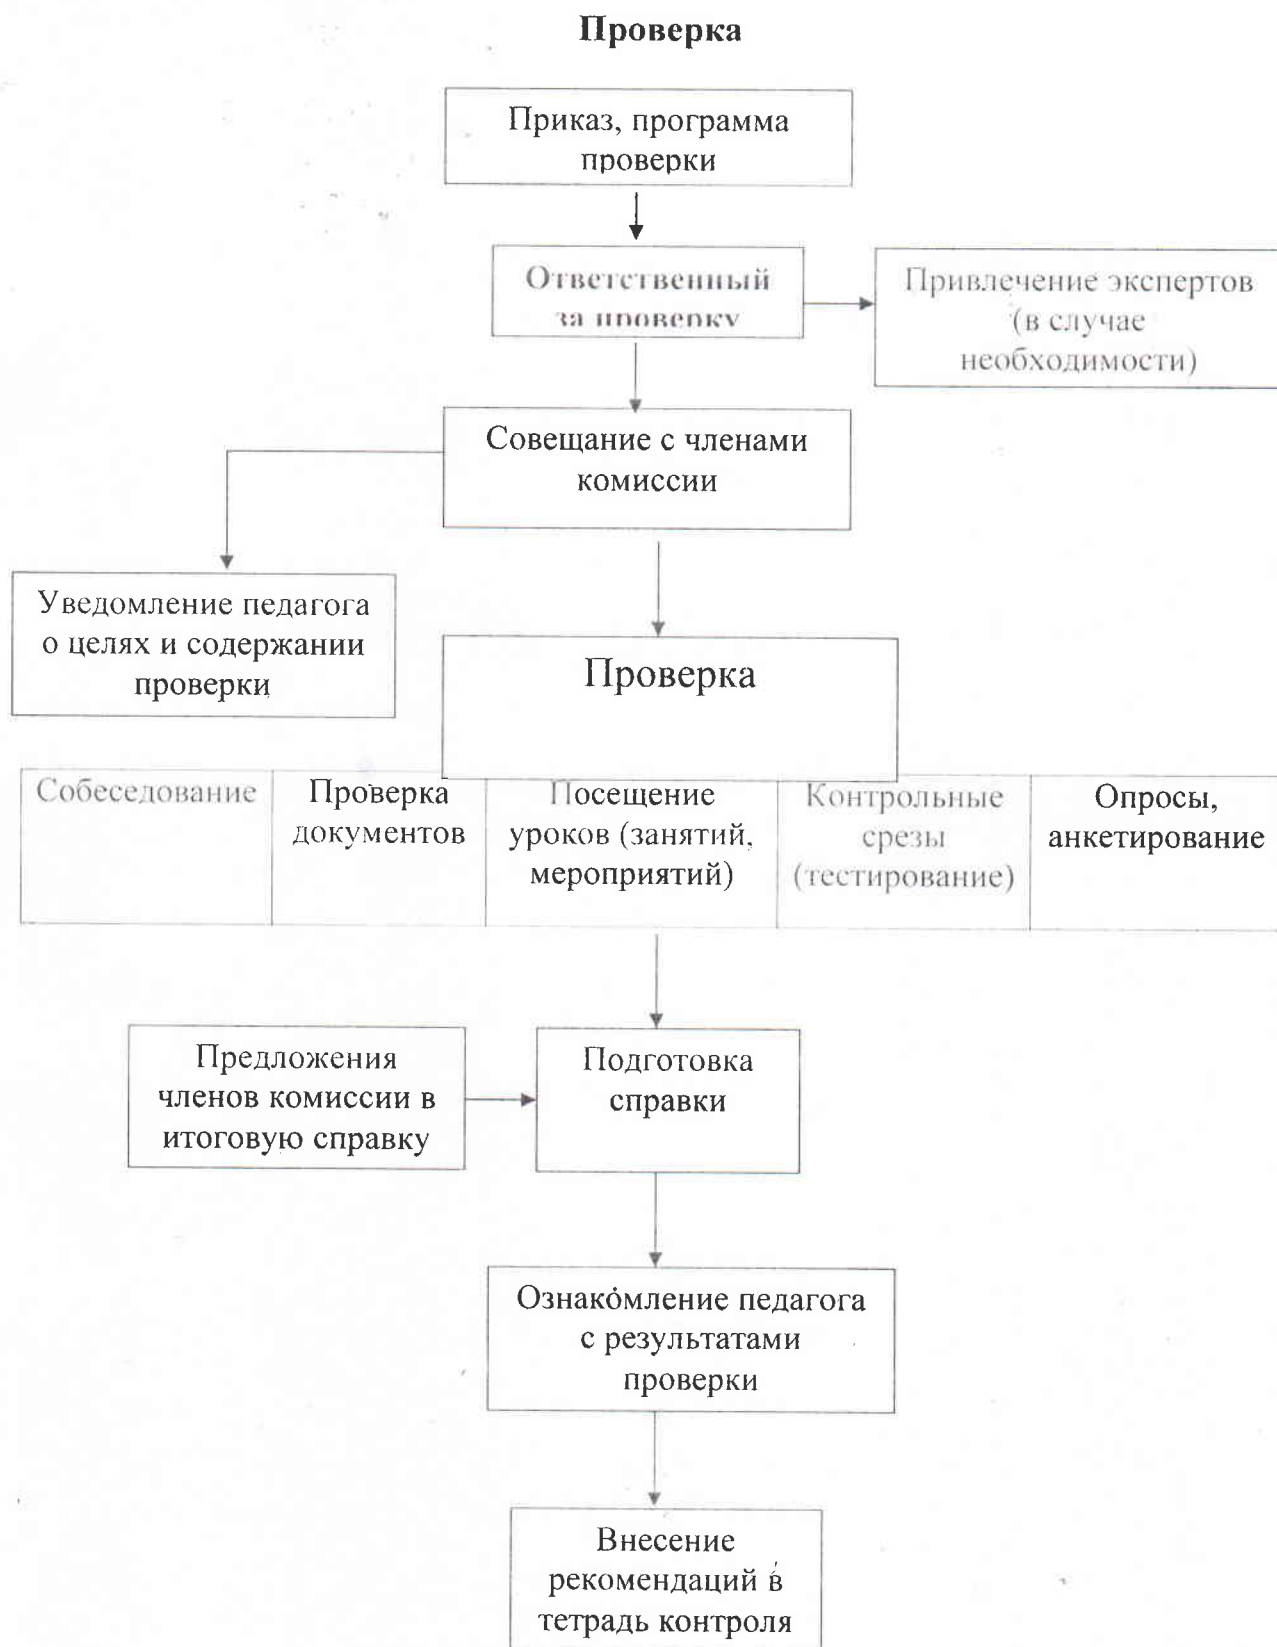 Проверка
Приказ, программа
проверки
Ответственный
за проверку
Привлечение экспертов
(в случае
необходимости)
Совещание с членами
комиссии
Уведомление педагога
о целях и содержании
проверки
Проверка
Собеседование
Проверка
документов
Посещение
уроков (занятий,
мероприятий)
Контрольные
срезы
(тестирование)
Опросы,
анкетирование
Предложения
членов комиссии в
итоговую справку
Подготовка
справки
Ознакомление педагога
с результатами
проверки
Внесение
рекомендаций в
тетрадь контроля